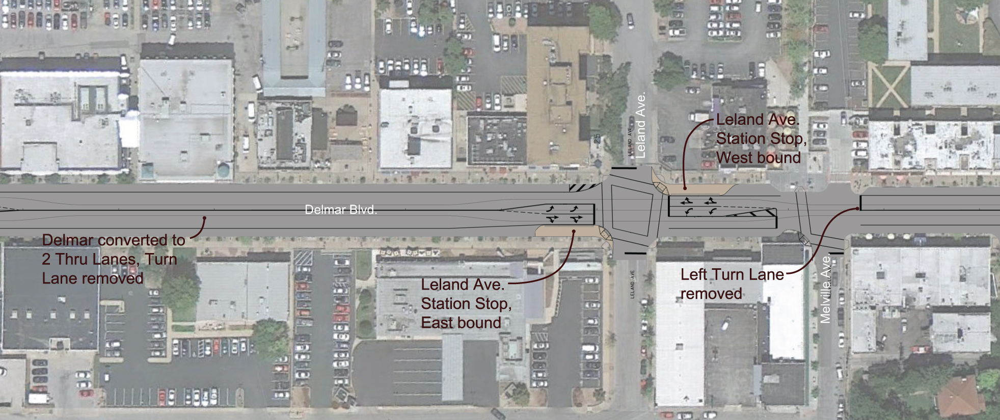 Leland Ave.
LELAND AVE
25
Leland Ave.
Station Stop,
West bound
Delmar Blvd.
Delmar converted to
2 Thru Lanes, Turn
Lane removed
Leland Ave.
Station Stop,
East bound
LELAND AVE
Left Turn Lane
removed
Melville Ave.